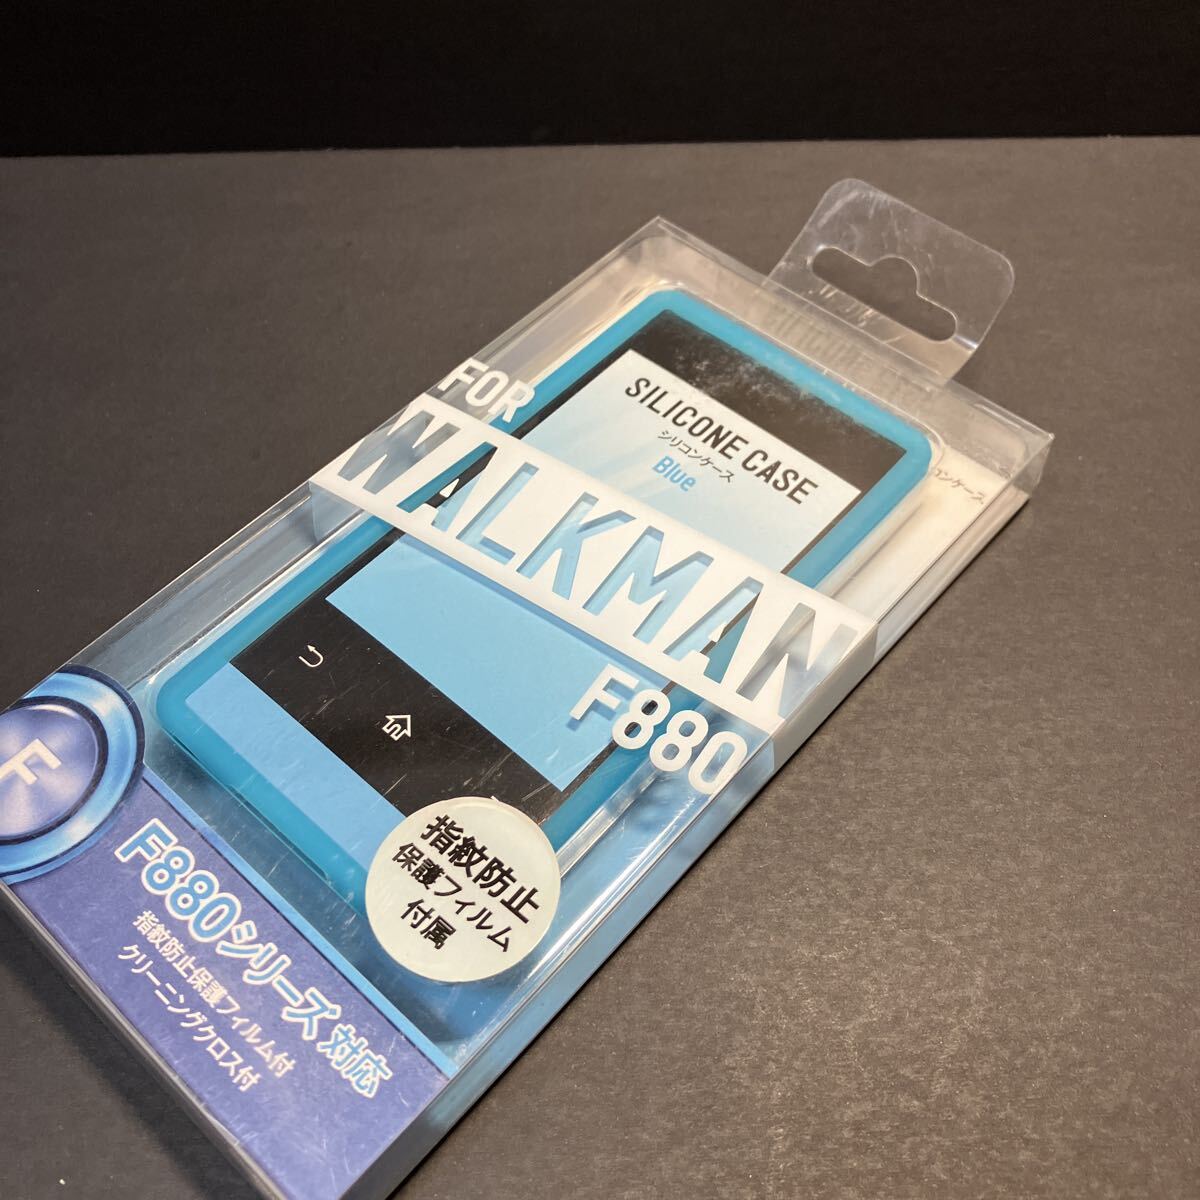 SILICONE CASE
シリコンケース
Blue
FOR
WALKMAN
F880
指紋防止
保護フィルム
付属
F
F880シリーズ 対応
指紋防止保護フィルム付
クリーニングクロス付